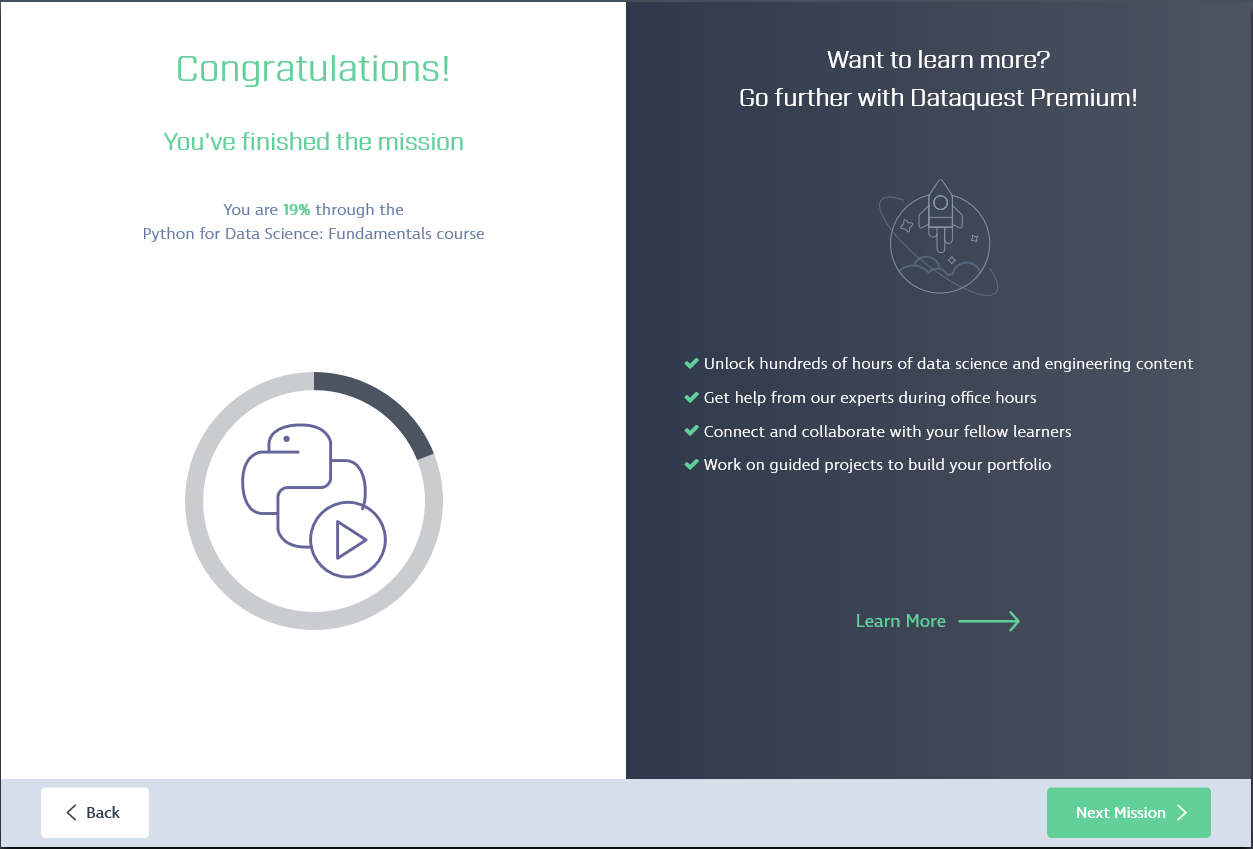 Congratulations!
You've finished the mission
You are 19% through the
Python for Data Science: Fundamentals course
Want to learn more?
Go further with Dataquest Premium!
Unlock hundreds of hours of data science and engineering content
Get help from our experts during office hours
Connect and collaborate with your fellow learners
Work on guided projects to build your portfolio
Learn More
Back
Next Mission